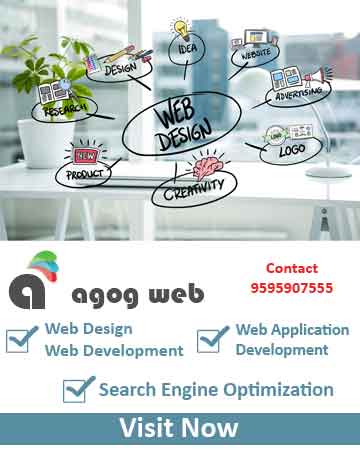 IDEA
DESIGN
WEBSITE
RESEARCH
ADVERTISING
WEB
DESIGN
NEW
PRODUCT
CREATIVITY
LOGO
a
agog web
Contact
9595907555
Web Design
Web Development
Web Application
Development
Search Engine Optimization
Visit Now